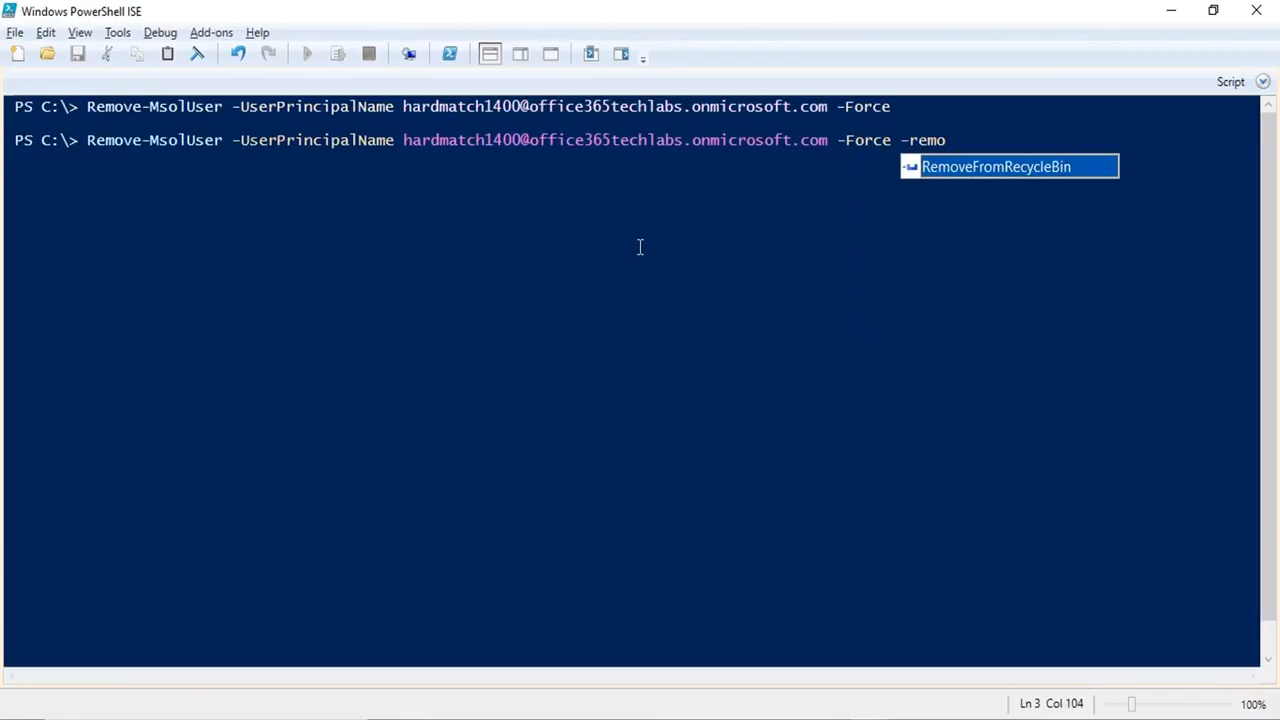 Windows PowerShell ISE
File Edit View Tools Debug Add-ons Help
Script
PS C:\> Remove-MsolUser -UserPrincipalName hardmatch1400@office365techlabs.onmicrosoft.com -Force
PS C:\> Remove-MsolUser -UserPrincipalName hardmatch1400@office365techlabs.onmicrosoft.com -Force -remo
RemoveFromRecycleBin
Ln 3 Col 104 100%